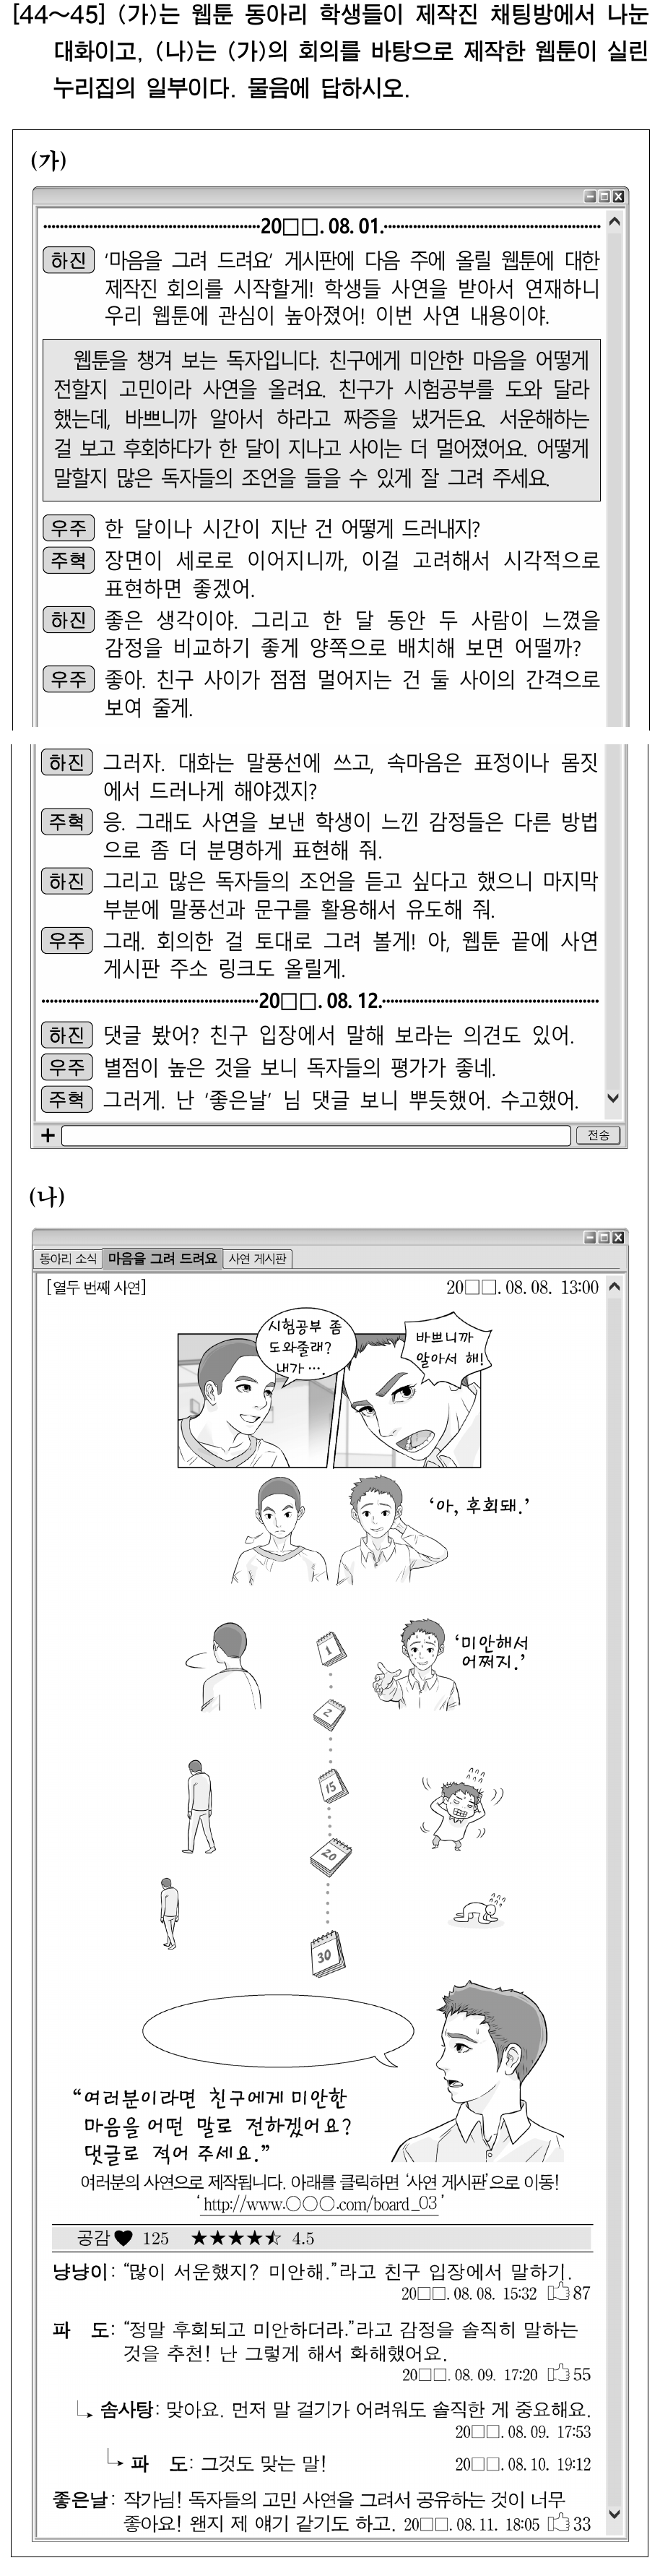 [44~45] (가)는 웹툰 동아리 학생들이 제작진 채팅방에서 나눈
대화이고, (나)는 (가)의 회의를 바탕으로 제작한 웹툰이 실린
누리집의 일부이다. 물음에 답하시오.
(가)
20□□. 08. 01.
하진 '마음을 그려 드려요' 게시판에 다음 주에 올릴 웹툰에 대한
제작진 회의를 시작할게! 학생들 사연을 받아서 연재하니
우리 웹툰에 관심이 높아졌어! 이번 사연 내용이야.
웹툰을 챙겨 보는 독자입니다. 친구에게 미안한 마음을 어떻게
전할지 고민이라 사연을 올려요. 친구가 시험공부를 도와 달라
했는데, 바쁘니까 알아서 하라고 짜증을 냈거든요. 서운해하는
걸 보고 후회하다가 한 달이 지나고 사이는 더 멀어졌어요. 어떻게
말할지 많은 독자들의 조언을 들을 수 있게 잘 그려 주세요.
우주 한 달이나 시간이 지난 건 어떻게 드러내지?
주혁 장면이 세로로 이어지니까, 이걸 고려해서 시각적으로
표현하면 좋겠어.
하진 좋은 생각이야. 그리고 한 달 동안 두 사람이 느꼈을
감정을 비교하기 좋게 양쪽으로 배치해 보면 어떨까?
우주 좋아. 친구 사이가 점점 멀어지는 건 둘 사이의 간격으로
보여 줄게.
하진 그러자. 대화는 말풍선에 쓰고, 속마음은 표정이나 몸짓
에서 드러나게 해야겠지?
주혁 응. 그래도 사연을 보낸 학생이 느낀 감정들은 다른 방법
으로 좀 더 분명하게 표현해 줘.
하진 그리고 많은 독자들의 조언을 듣고 싶다고 했으니 마지막
부분에 말풍선과 문구를 활용해서 유도해 줘.
우주 그래. 회의한 걸 토대로 그려 볼게! 아, 웹툰 끝에 사연
게시판 주소 링크도 올릴게.
20□□. 08. 12.
하진 댓글 봤어? 친구 입장에서 말해 보라는 의견도 있어.
우주 별점이 높은 것을 보니 독자들의 평가가 좋네.
주혁 그러게. 난 '좋은날' 님 댓글 보니 뿌듯했어. 수고했어.
+ 전송
(나)
동아리 소식 마음을 그려 드려요 사연 게시판
[열두 번째 사연] 20□□. 08. 08. 13:00
시험공부 좀
도와줄래?
내가 ….
바쁘니까
알아서 해!
'아, 후회돼.'
1
'미안해서
어쩌지.'
2
15
20
30
"여러분이라면 친구에게 미안한
마음을 어떤 말로 전하겠어요?
댓글로 적어 주세요."
여러분의 사연으로 제작됩니다. 아래를 클릭하면 '사연 게시판'으로 이동!
' http://www.○○○.com/board_03 '
공감♥ 125 ★★★★⯪ 4.5
냥냥이: "많이 서운했지? 미안해."라고 친구 입장에서 말하기.
20□□. 08. 08. 15:32 87
파 도: "정말 후회되고 미안하더라."라고 감정을 솔직히 말하는
것을 추천! 난 그렇게 해서 화해했어요.
20□□. 08. 09. 17:20 55
솜사탕: 맞아요. 먼저 말 걸기가 어려워도 솔직한 게 중요해요.
20□□. 08. 09. 17:53
파 도: 그것도 맞는 말! 20□□. 08. 10. 19:12
좋은날: 작가님! 독자들의 고민 사연을 그려서 공유하는 것이 너무
좋아요! 왠지 제 얘기 같기도 하고. 20□□. 08. 11. 18:05 33